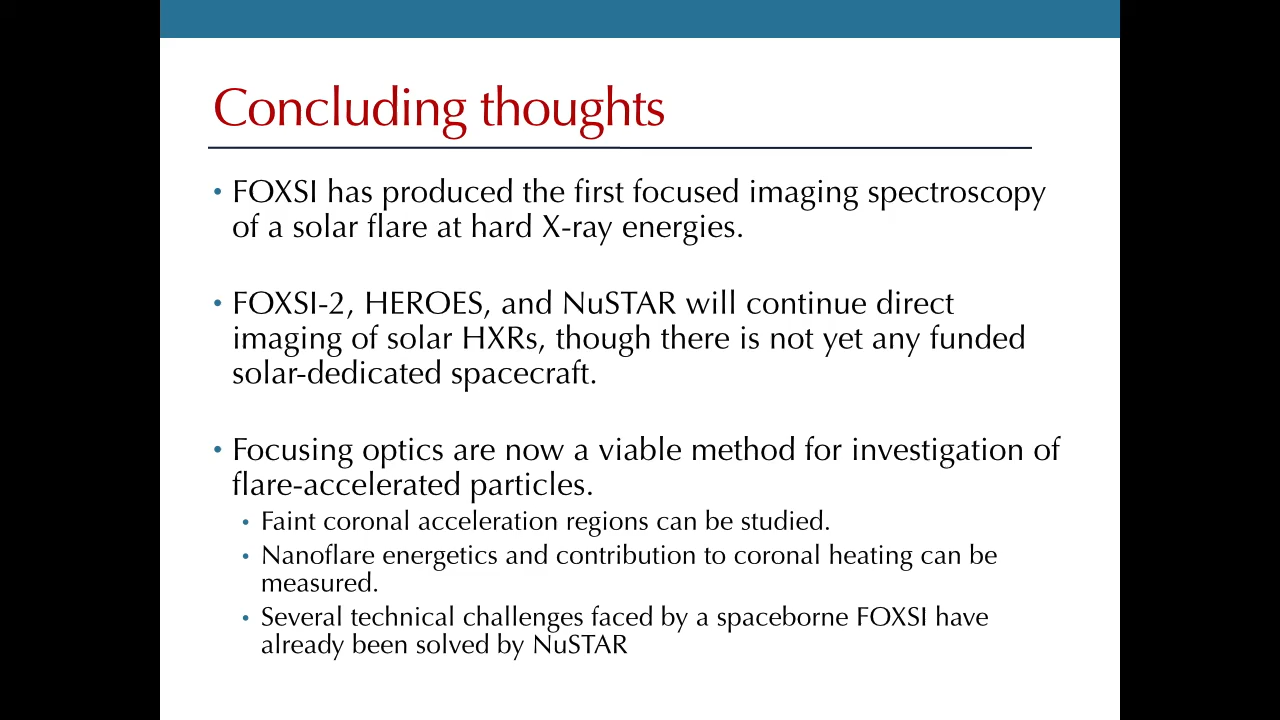 Concluding thoughts
• FOXSI has produced the first focused imaging spectroscopy
of a solar flare at hard X-ray energies.
• FOXSI-2, HEROES, and NuSTAR will continue direct
imaging of solar HXRs, though there is not yet any funded
solar-dedicated spacecraft.
• Focusing optics are now a viable method for investigation of
flare-accelerated particles.
• Faint coronal acceleration regions can be studied.
• Nanoflare energetics and contribution to coronal heating can be
measured.
• Several technical challenges faced by a spaceborne FOXSI have
already been solved by NuSTAR